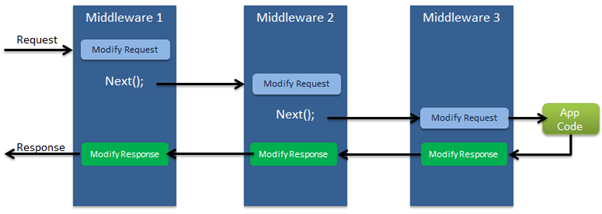 Middleware 1
Middleware 2
Middleware 3
Request
Modify Request
Next();
Modify Request
Next();
Modify Request
App
Code
Response
Modify Response
Modify Response
Modify Response